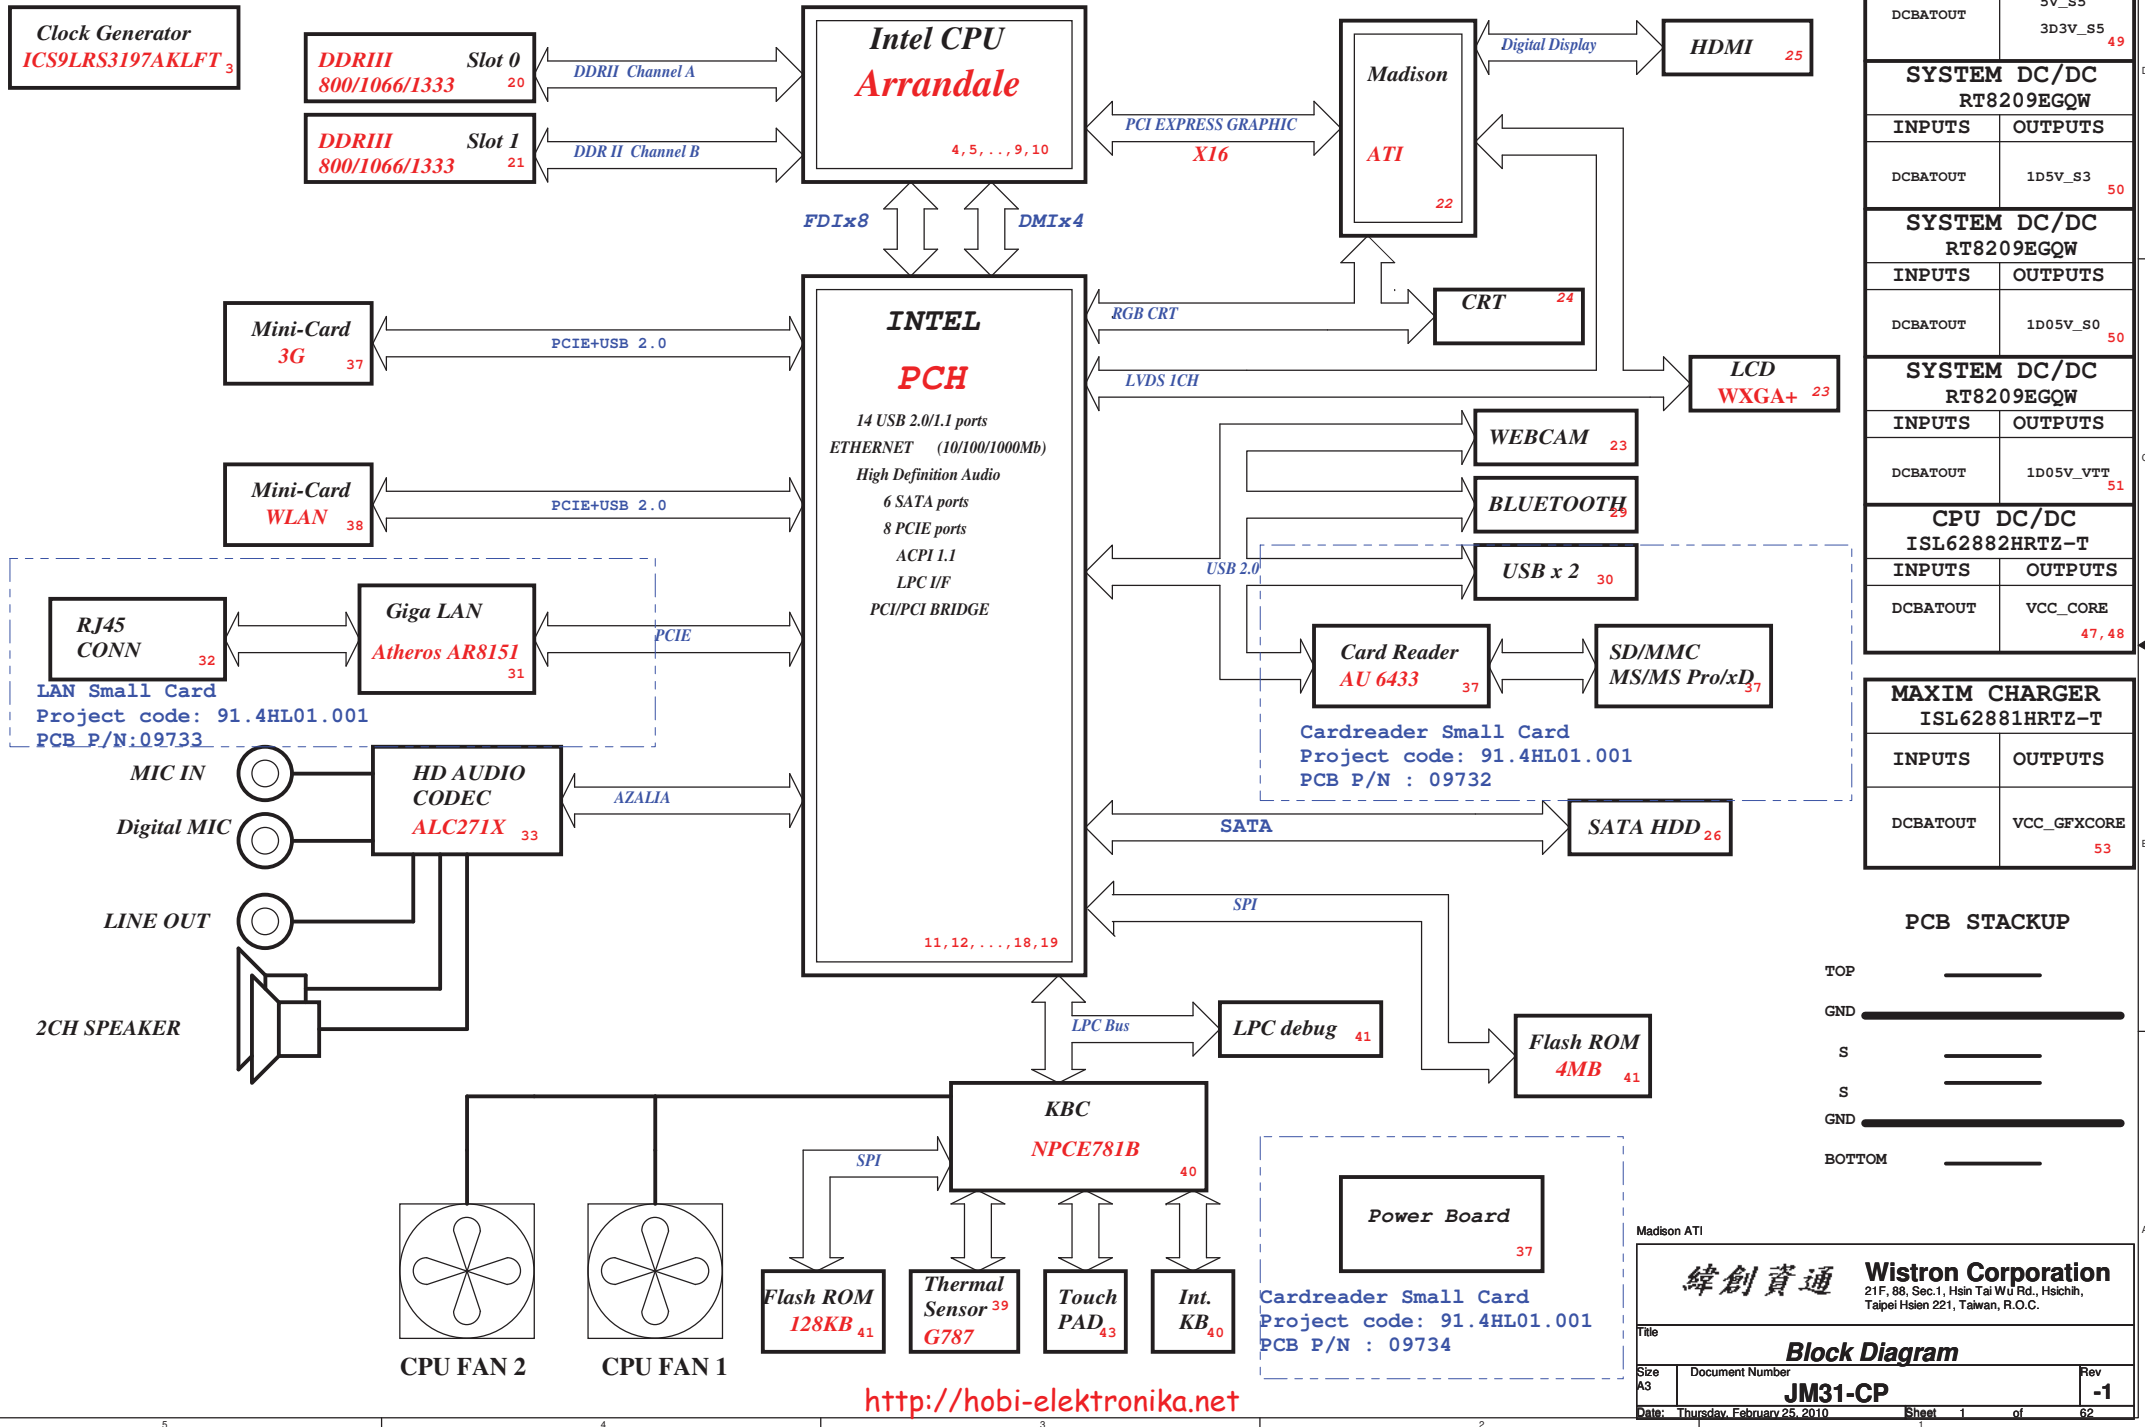 Clock Generator
ICS9LRS3197AKLFT 3
DDRIII Slot 0
800/1066/1333 20
DDRII Channel A
DDRIII Slot 1
800/1066/1333 21
DDR II Channel B
Intel CPU
Arrandale
4,5,..,9,10
PCI EXPRESS GRAPHIC
X16
Madison
ATI
22
Digital Display
HDMI 25
FDIx8
DMIx4
RGB CRT
CRT 24
LVDS 1CH
LCD
WXGA+ 23
Mini-Card
3G 37
PCIE+USB 2.0
Mini-Card
WLAN 38
PCIE+USB 2.0
INTEL
PCH
14 USB 2.0/1.1 ports
ETHERNET (10/100/1000Mb)
High Definition Audio
6 SATA ports
8 PCIE ports
ACPI 1.1
LPC I/F
PCI/PCI BRIDGE
11,12,...,18,19
WEBCAM 23
BLUETOOTH 29
USB 2.0
USB x 2 30
Card Reader
AU 6433 37
SD/MMC
MS/MS Pro/xD 37
Cardreader Small Card
Project code: 91.4HL01.001
PCB P/N : 09732
RJ45
CONN 32
Giga LAN
Atheros AR8151
31
PCIE
LAN Small Card
Project code: 91.4HL01.001
PCB P/N:09733
MIC IN
Digital MIC
LINE OUT
2CH SPEAKER
HD AUDIO
CODEC
ALC271X 33
AZALIA
SATA
SATA HDD 26
SPI
Flash ROM
4MB 41
LPC Bus
LPC debug 41
KBC
NPCE781B
40
SPI
CPU FAN 2
CPU FAN 1
Flash ROM
128KB 41
Thermal
Sensor 39
G787
Touch
PAD 43
Int.
KB 40
Power Board
37
Cardreader Small Card
Project code: 91.4HL01.001
PCB P/N : 09734
http://hobi-elektronika.net
DCBATOUT 5V_S5
3D3V_S5 49
SYSTEM DC/DC
RT8209EGQW
INPUTS OUTPUTS
DCBATOUT 1D5V_S3 50
SYSTEM DC/DC
RT8209EGQW
INPUTS OUTPUTS
DCBATOUT 1D05V_S0 50
SYSTEM DC/DC
RT8209EGQW
INPUTS OUTPUTS
DCBATOUT 1D05V_VTT 51
CPU DC/DC
ISL62882HRTZ-T
INPUTS OUTPUTS
DCBATOUT VCC_CORE
47,48
MAXIM CHARGER
ISL62881HRTZ-T
INPUTS OUTPUTS
DCBATOUT VCC_GFXCORE
53
PCB STACKUP
TOP
GND
S
S
GND
BOTTOM
Madison ATI
緯創資通 Wistron Corporation
21F, 88, Sec.1, Hsin Tai Wu Rd., Hsichih,
Taipei Hsien 221, Taiwan, R.O.C.
Title
Block Diagram
Size Document Number Rev
A3 JM31-CP -1
Date: Thursday, February 25, 2010 Sheet 1 of 62
5 4 3 2 1